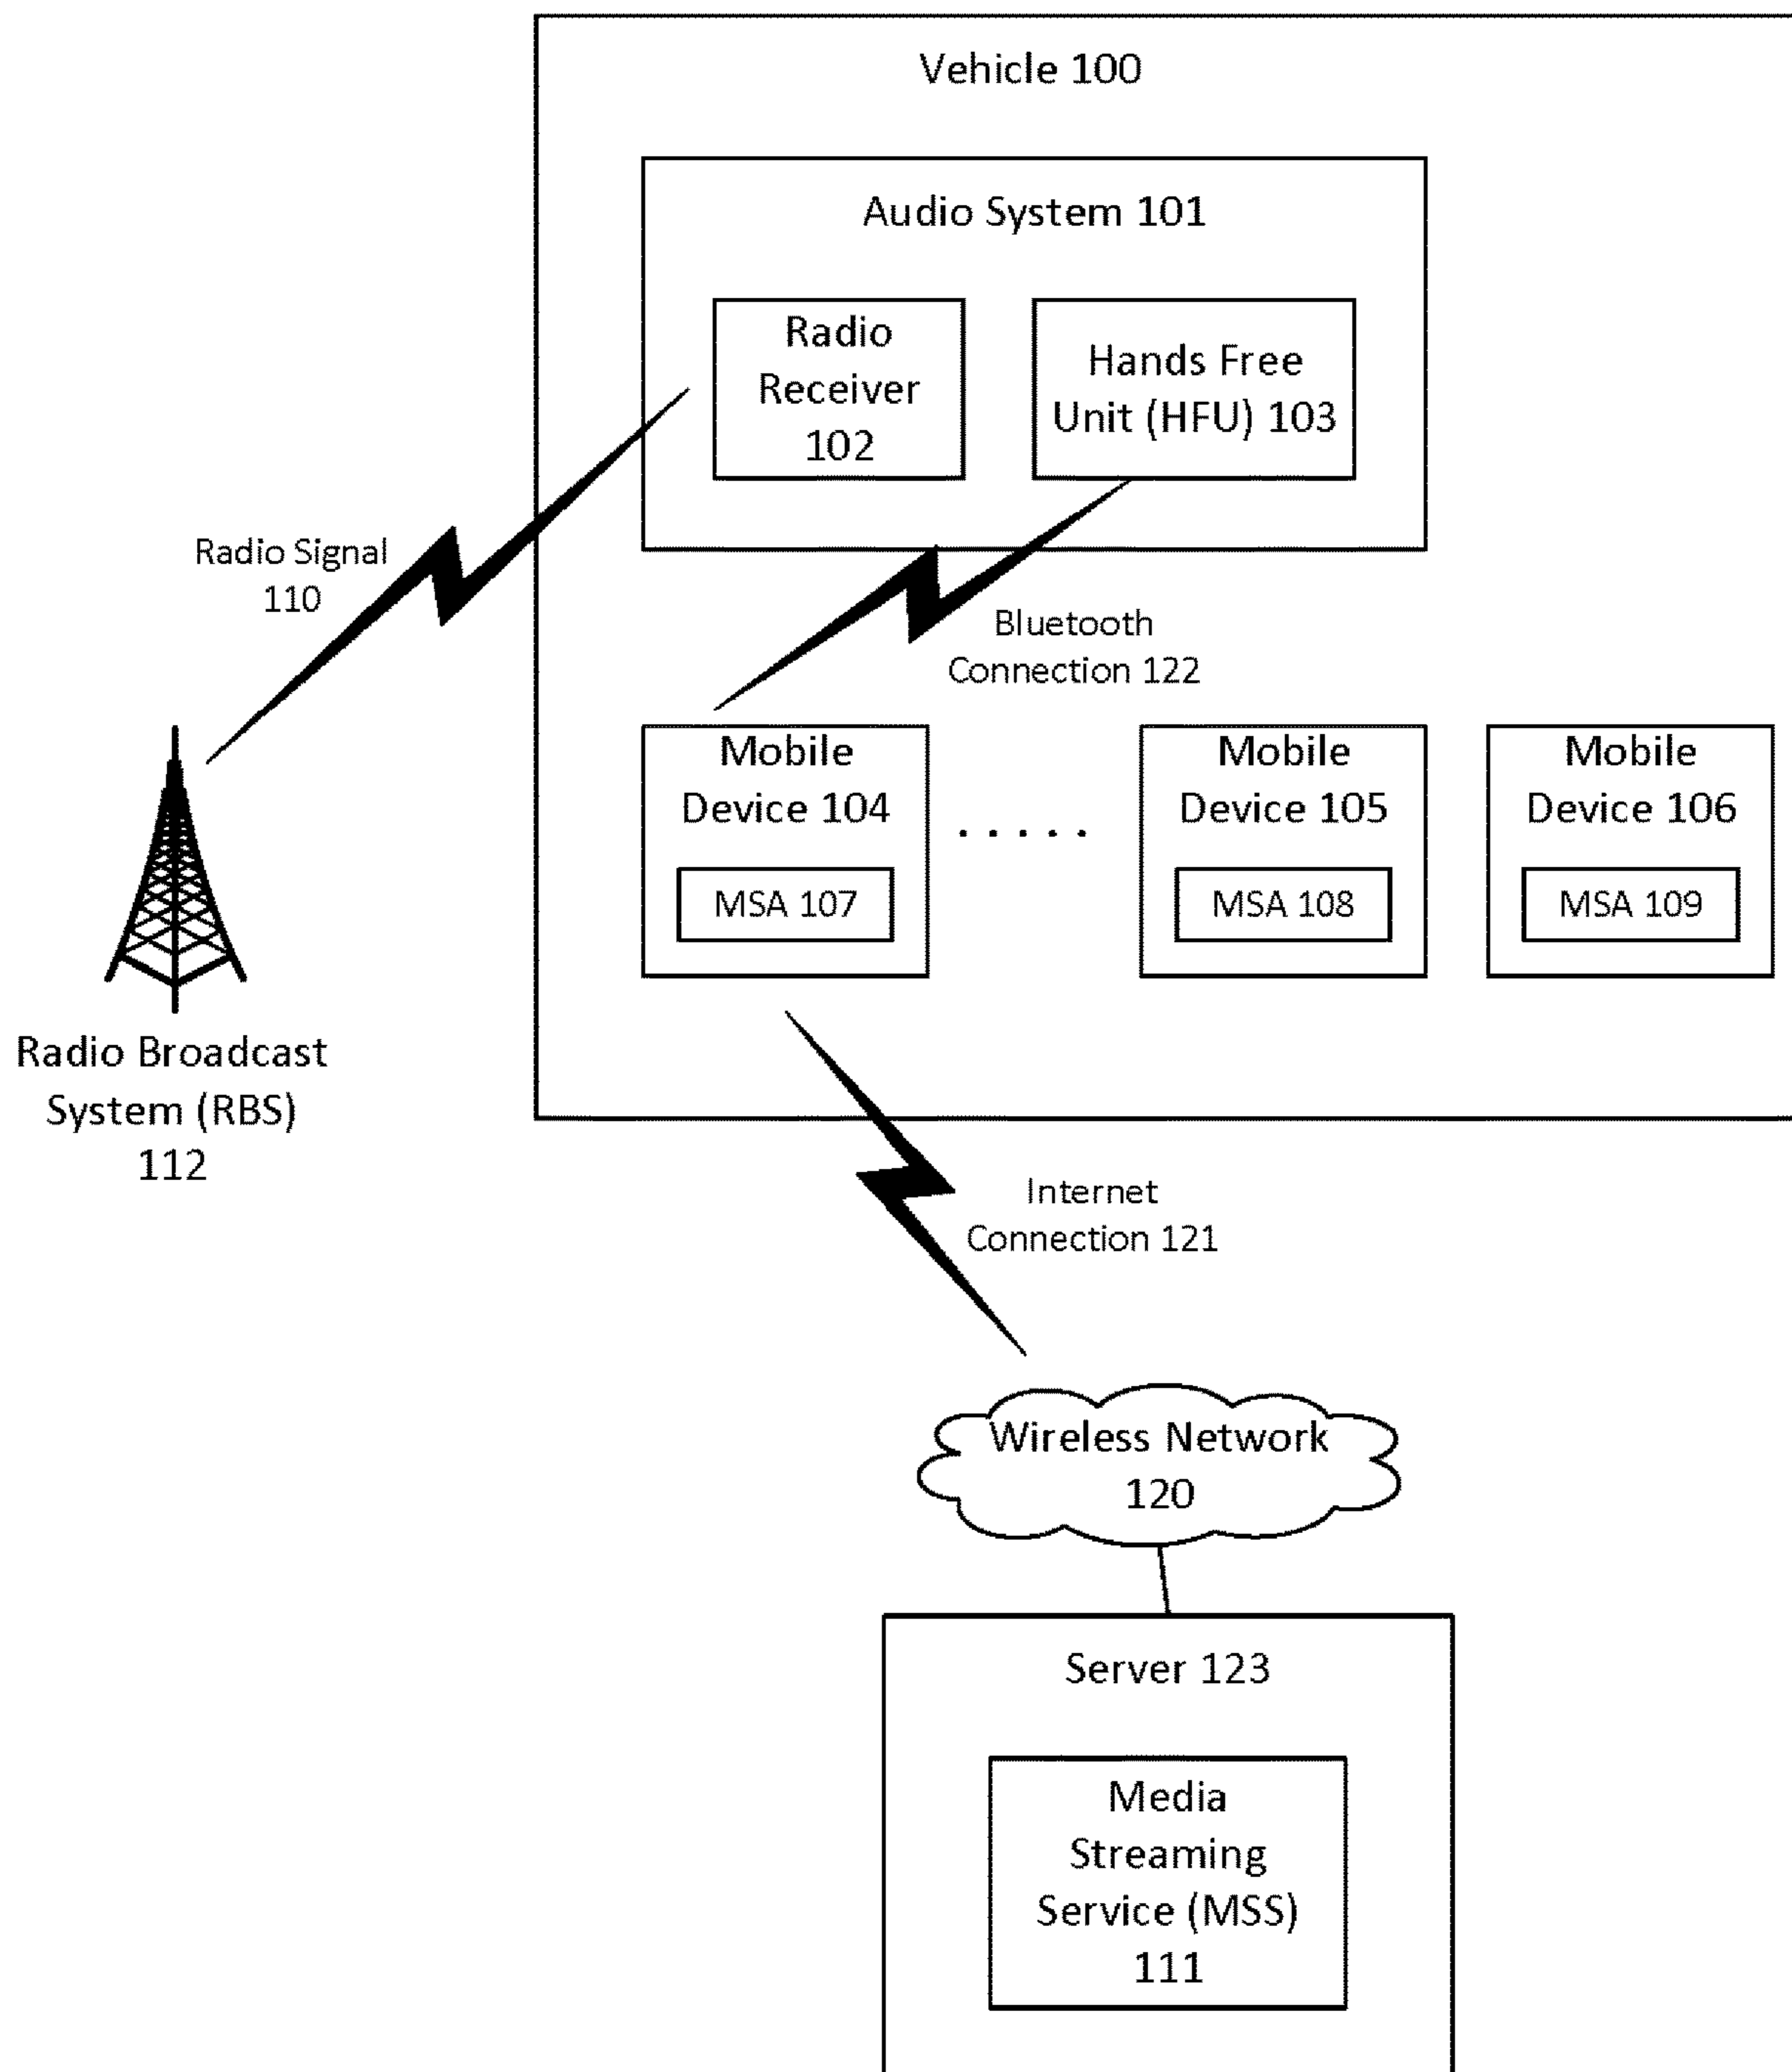 Vehicle 100
Audio System 101
Radio
Receiver
102
Hands Free
Unit (HFU) 103
Radio Signal
110
Bluetooth
Connection 122
Mobile
Device 104
MSA 107
.....
Mobile
Device 105
MSA 108
Mobile
Device 106
MSA 109
Radio Broadcast
System (RBS)
112
Internet
Connection 121
Wireless Network
120
Server 123
Media
Streaming
Service (MSS)
111